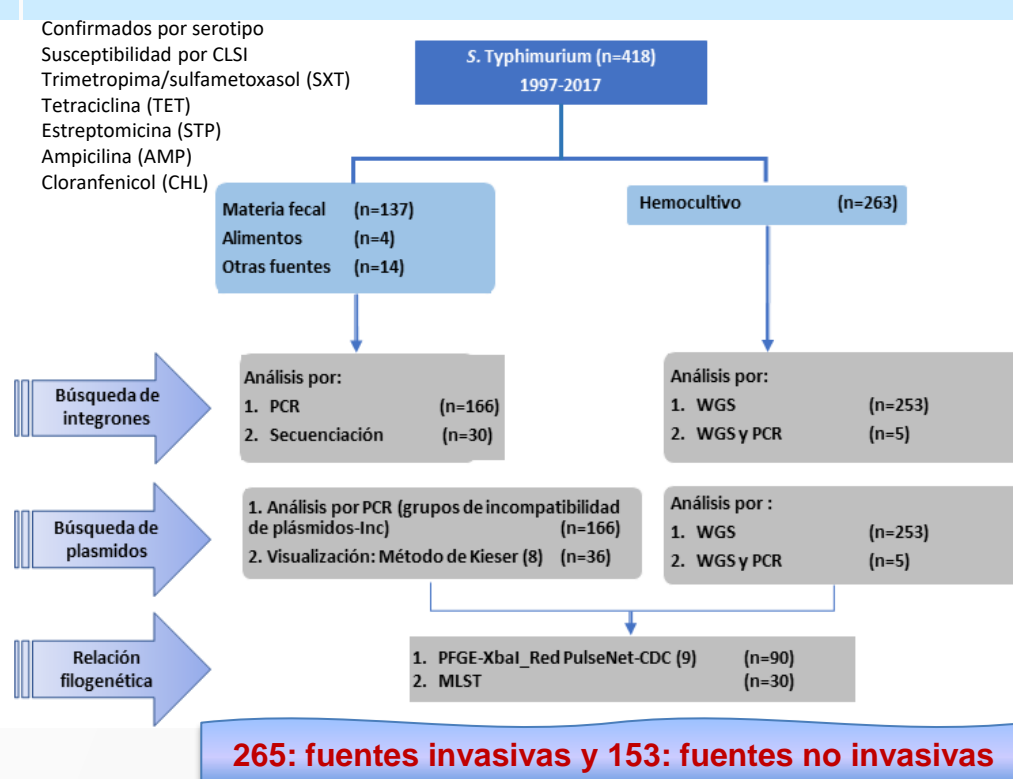 Confirmados por serotipo
Susceptibilidad por CLSI
Trimetropima/sulfametoxasol (SXT)
Tetraciclina (TET)
Estreptomicina (STP)
Ampicilina (AMP)
Cloranfenicol (CHL)
S. Typhimurium (n=418)
1997-2017
Materia fecal (n=137)
Alimentos (n=4)
Otras fuentes (n=14)
Hemocultivo (n=263)
Búsqueda de
integrones
Análisis por:
1. PCR (n=166)
2. Secuenciación (n=30)
Análisis por:
1. WGS (n=253)
2. WGS y PCR (n=5)
Búsqueda de
plasmidos
1. Análisis por PCR (grupos de incompatibilidad
de plásmidos-Inc) (n=166)
2. Visualización: Método de Kieser (8) (n=36)
Análisis por :
1. WGS (n=253)
2. WGS y PCR (n=5)
Relación
filogenética
1. PFGE-XbaI_Red PulseNet-CDC (9) (n=90)
2. MLST (n=30)
265: fuentes invasivas y 153: fuentes no invasivas